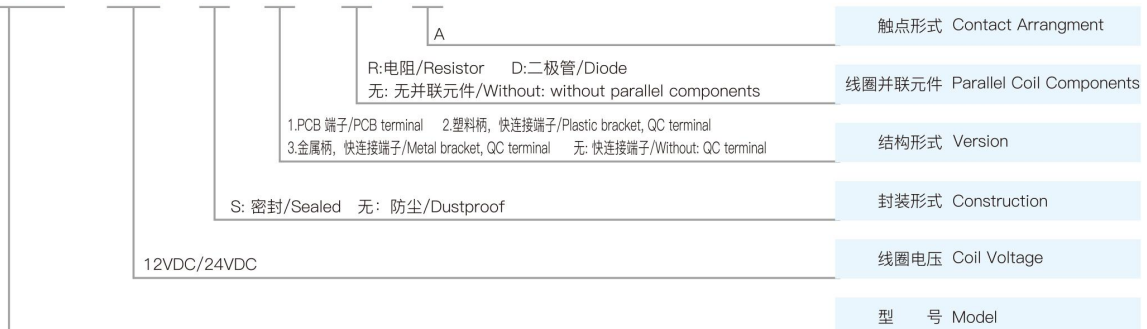 A
触点形式 Contact Arrangment
R:电阻/Resistor D:二极管/Diode
无: 无并联元件/Without: without parallel components
线圈并联元件 Parallel Coil Components
1.PCB 端子/PCB terminal 2.塑料柄, 快连接端子/Plastic bracket, QC terminal
3.金属柄, 快连接端子/Metal bracket, QC terminal 无: 快连接端子/Without: QC terminal
结构形式 Version
S: 密封/Sealed 无: 防尘/Dustproof
封装形式 Construction
12VDC/24VDC
线圈电压 Coil Voltage
型 号 Model